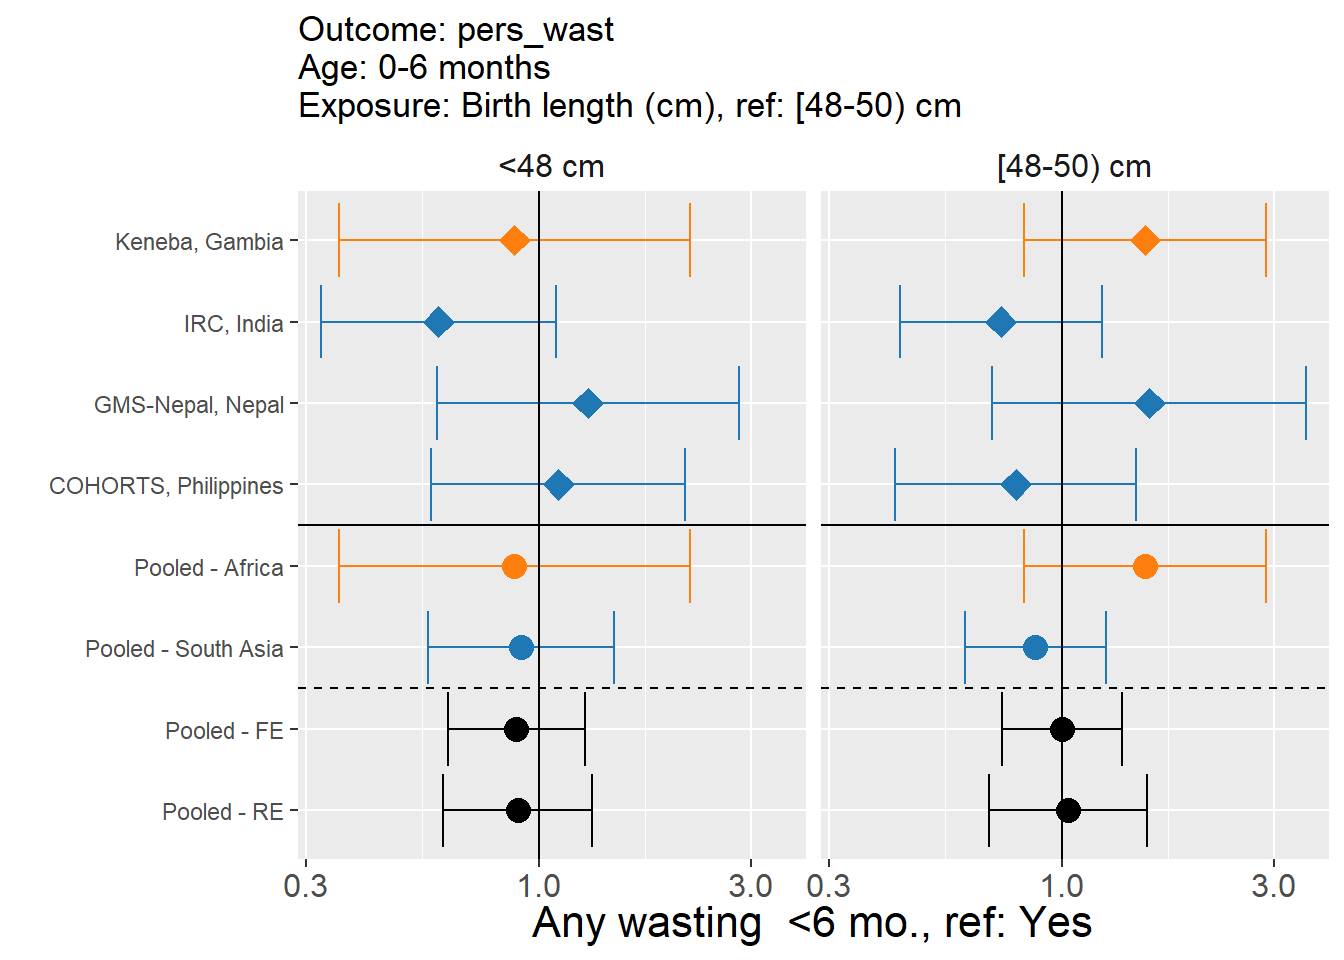 Outcome: pers_wast
Age: 0-6 months
Exposure: Birth length (cm), ref: [48-50) cm
<48 cm
[48-50) cm
Keneba, Gambia
IRC, India
GMS-Nepal, Nepal
COHORTS, Philippines
Pooled - Africa
Pooled - South Asia
Pooled - FE
Pooled - RE
0.3 1.0 3.0 0.3 1.0 3.0
Any wasting  <6 mo., ref: Yes